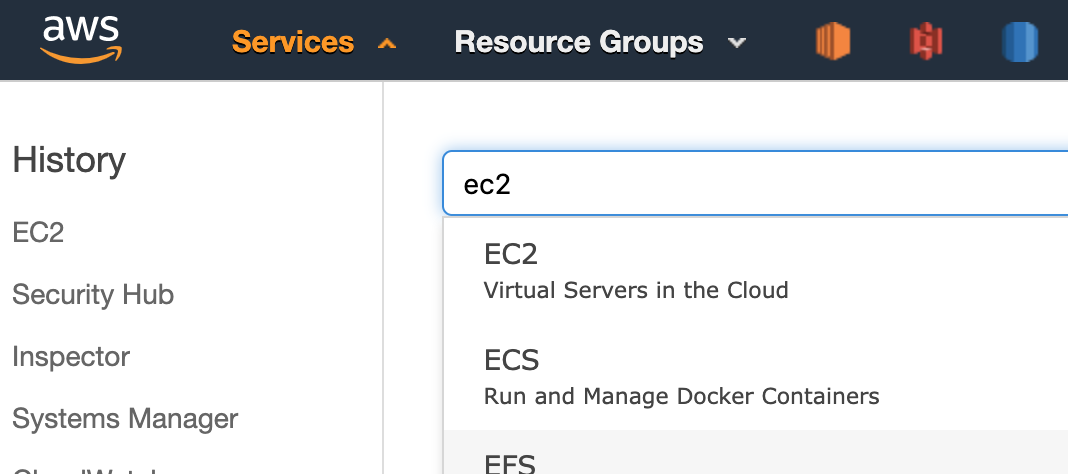 aws
Services
Resource Groups
History
EC2
Security Hub
Inspector
Systems Manager
ec2
EC2
Virtual Servers in the Cloud
ECS
Run and Manage Docker Containers
EFS